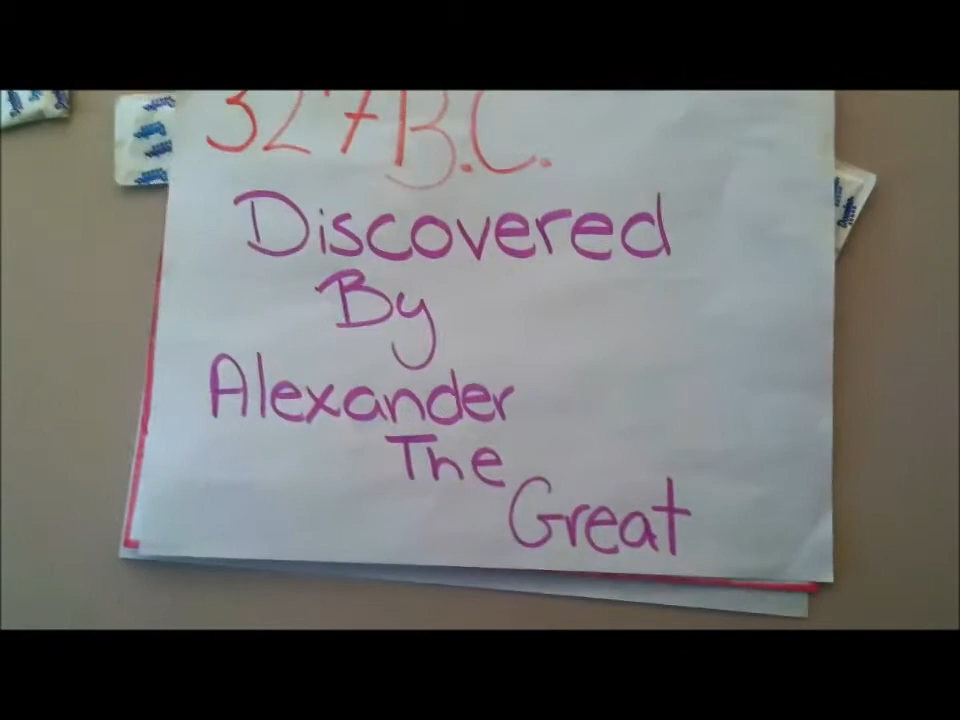 327 B.C.
Discovered
By
Alexander
The
Great